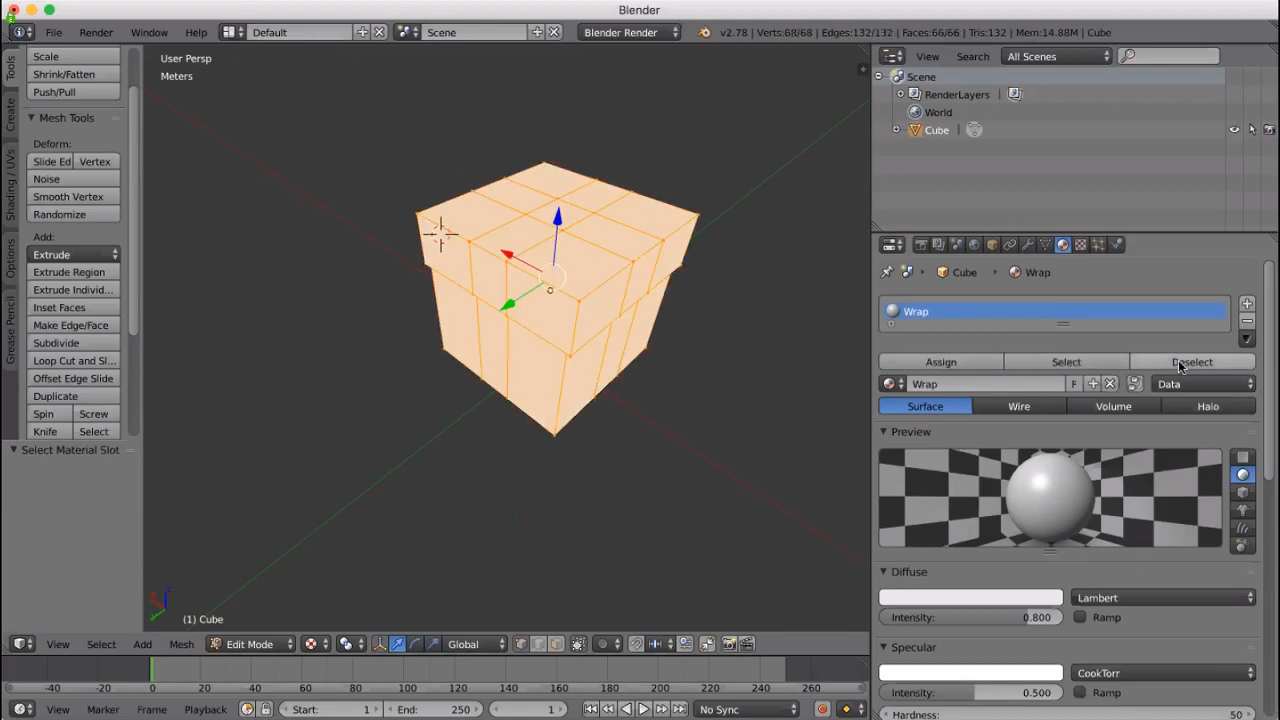 Blender
File Render Window Help Default Scene Blender Render v2.78 | Verts:68/68 | Edges:132/132 | Faces:66/66 | Tris:132 | Mem:14.88M | Cube
View Search All Scenes
Scene
RenderLayers
World
Cube
Tools
Create
Shading / UVs
Options
Grease Pencil
Scale
Shrink/Fatten
Push/Pull
Mesh Tools
Deform:
Slide Ed Vertex
Noise
Smooth Vertex
Randomize
Add:
Extrude
Extrude Region
Extrude Individ...
Inset Faces
Make Edge/Face
Subdivide
Loop Cut and Sl...
Offset Edge Slide
Duplicate
Spin Screw
Knife Select
Select Material Slot
User Persp
Meters
(1) Cube
Cube Wrap
Wrap
Assign Select Deselect
Wrap F Data
Surface Wire Volume Halo
Preview
Diffuse
Lambert
Intensity: 0.800 Ramp
Specular
CookTorr
Intensity: 0.500 Ramp
Hardness: 50
View Select Add Mesh Edit Mode Global
-40 -20 0 20 40 60 80 100 120 140 160 180 200 220 240 260
View Marker Frame Playback Start: 1 End: 250 1 No Sync